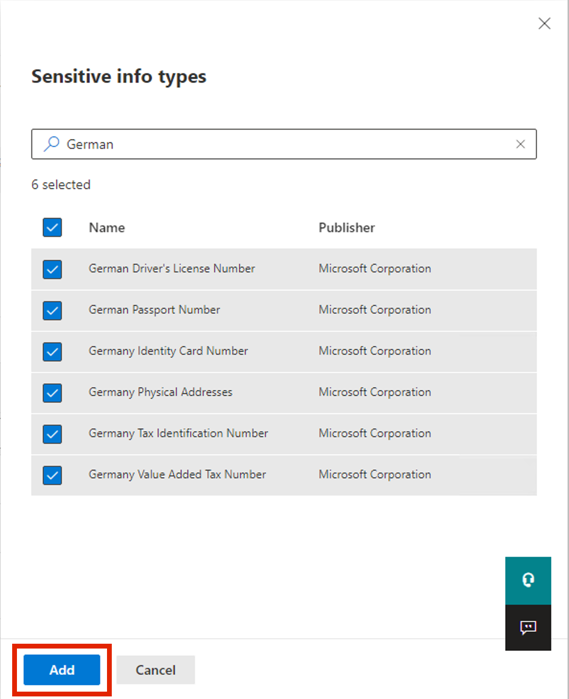 Sensitive info types
German
6 selected
Name Publisher
German Driver's License Number Microsoft Corporation
German Passport Number Microsoft Corporation
Germany Identity Card Number Microsoft Corporation
Germany Physical Addresses Microsoft Corporation
Germany Tax Identification Number Microsoft Corporation
Germany Value Added Tax Number Microsoft Corporation
Add Cancel